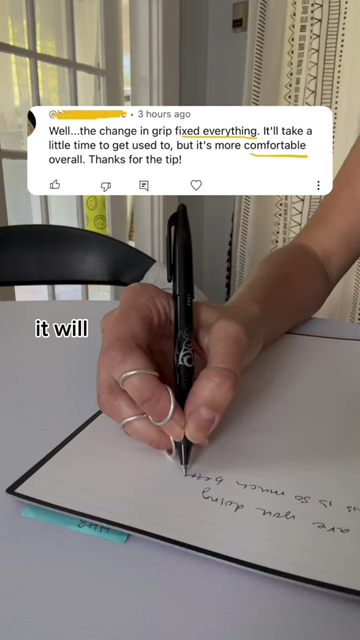 • 3 hours ago
Well...the change in grip fixed everything. It'll take a
little time to get used to, but it's more comfortable
overall. Thanks for the tip!
it will
are you doing
is so much bett